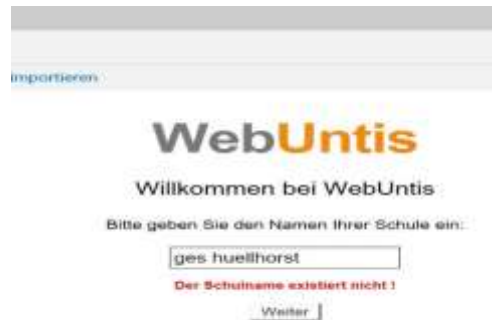 importieren
WebUntis
Willkommen bei WebUntis
Bitte geben Sie den Namen Ihrer Schule ein:
ges huellhorst
Der Schulname existiert nicht !
Weiter